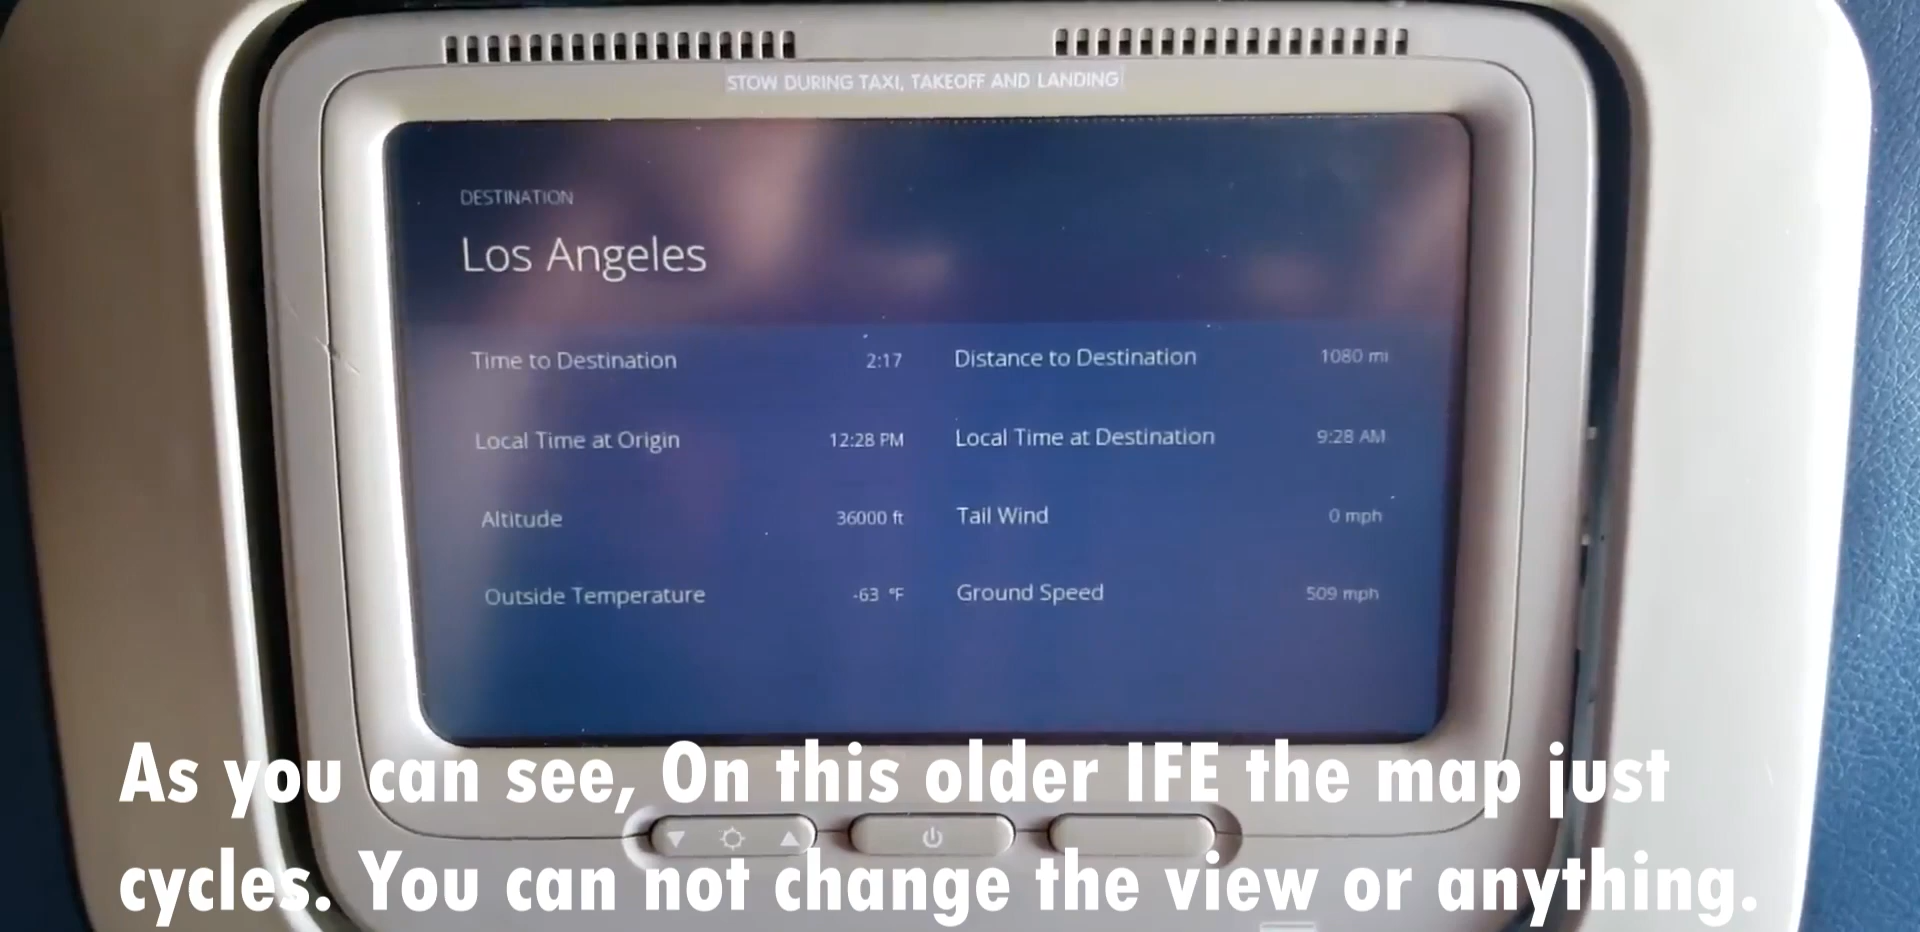 STOW DURING TAXI, TAKEOFF AND LANDING
DESTINATION
Los Angeles
Time to Destination 2:17 Distance to Destination 1080 mi
Local Time at Origin 12:28 PM Local Time at Destination 9:28 AM
Altitude 36000 ft Tail Wind 0 mph
Outside Temperature -63 °F Ground Speed 509 mph
As you can see, On this older IFE the map just
cycles. You can not change the view or anything.